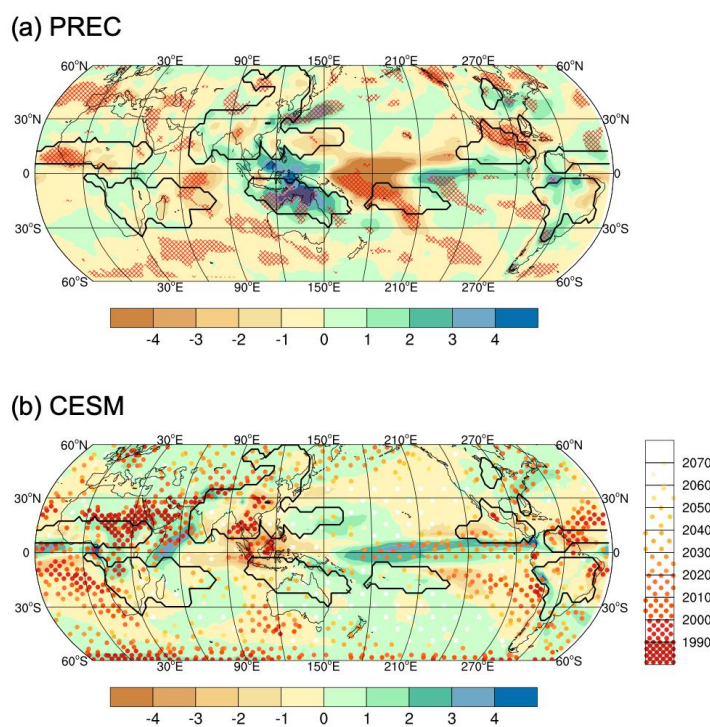 (a) PREC
30°E 90°E 150°E 210°E 270°E
60°N 60°N
30°N 30°N
0 0
30°S 30°S
60°S 60°S
30°E 90°E 150°E 210°E 270°E
-4 -3 -2 -1 0 1 2 3 4
(b) CESM
30°E 90°E 150°E 210°E 270°E
60°N 60°N
30°N 30°N
0 0
30°S 30°S
60°S 60°S
30°E 90°E 150°E 210°E 270°E
-4 -3 -2 -1 0 1 2 3 4
2070
2060
2050
2040
2030
2020
2010
2000
1990